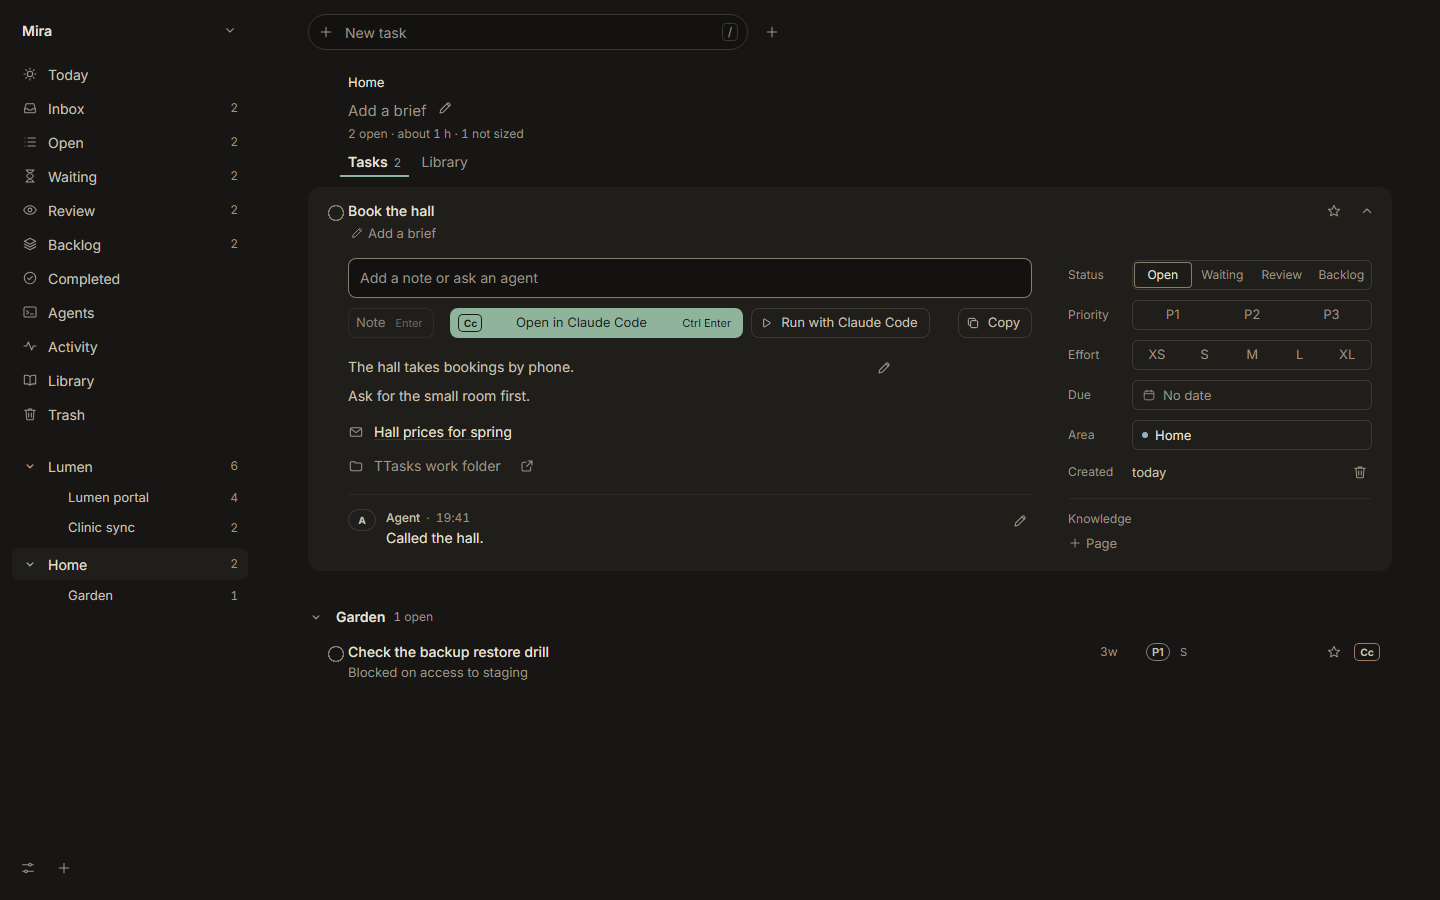 Mira
Today
Inbox 2
Open 2
Waiting 2
Review 2
Backlog 2
Completed
Agents
Activity
Library
Trash
Lumen 6
Lumen portal 4
Clinic sync 2
Home 2
Garden 1
New task /
Home
Add a brief
2 open · about 1 h · 1 not sized
Tasks 2 Library
Book the hall
Add a brief
Add a note or ask an agent
Note Enter Cc Open in Claude Code Ctrl Enter Run with Claude Code Copy
The hall takes bookings by phone.
Ask for the small room first.
Hall prices for spring
TTasks work folder
A Agent · 19:41
Called the hall.
Status Open Waiting Review Backlog
Priority P1 P2 P3
Effort XS S M L XL
Due No date
Area Home
Created today
Knowledge
Page
Garden 1 open
Check the backup restore drill 3w P1 S Cc
Blocked on access to staging